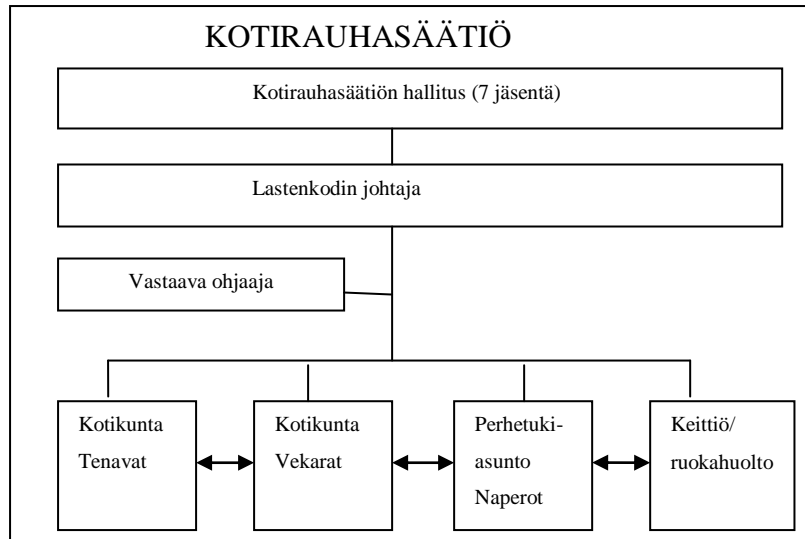 KOTIRAUHASÄÄTIÖ
Kotirauhasäätiön hallitus (7 jäsentä)
Lastenkodin johtaja
Vastaava ohjaaja
Kotikunta
Tenavat
Kotikunta
Vekarat
Perhetuki-
asunto
Naperot
Keittiö/
ruokahuolto